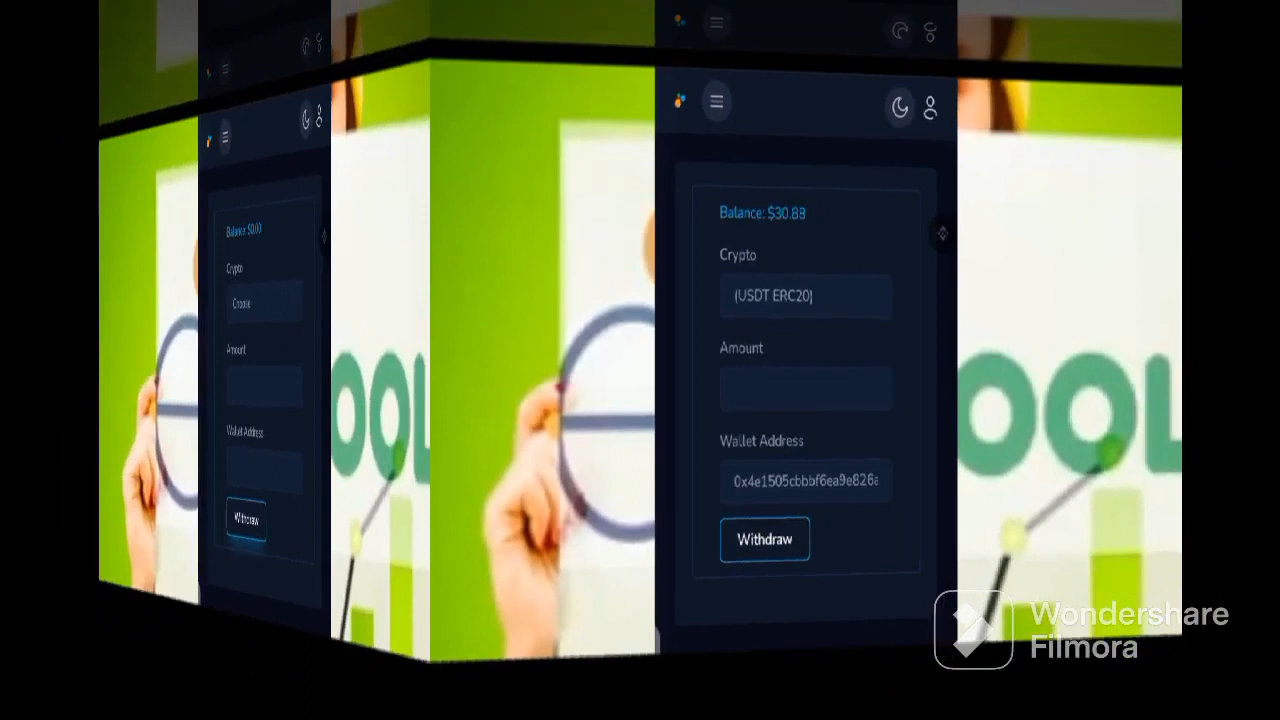 Balance: $0.00
Crypto
Choose
Amount
Wallet Address
Withdraw
OOL
Balance: $30.88
Crypto
(USDT ERC20)
Amount
Wallet Address
0x4e1505cbbbf6ea9e826a
Withdraw
OOL
Wondershare
Filmora